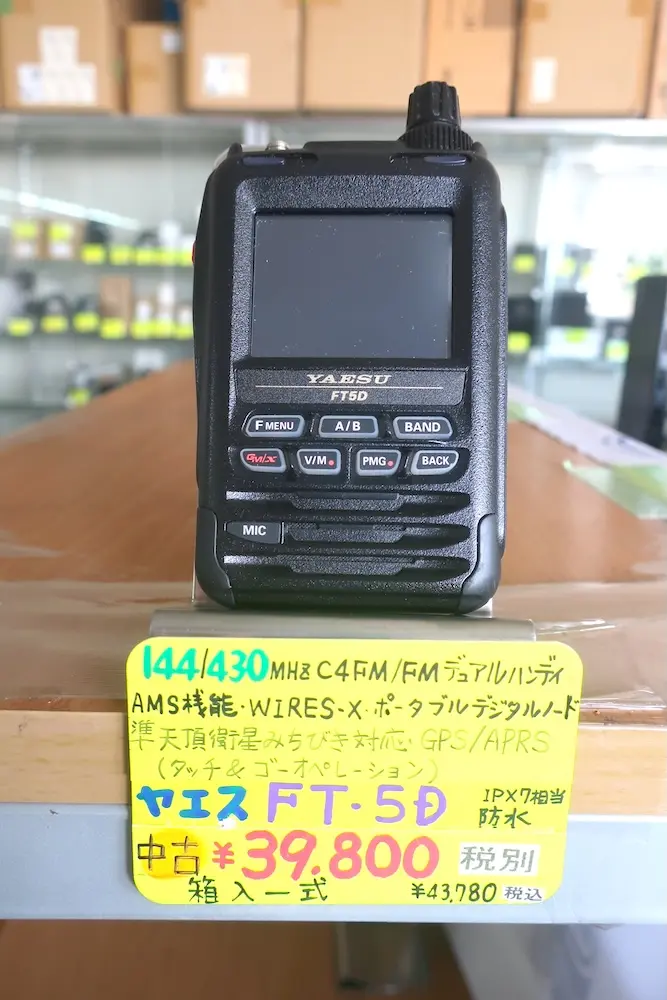 YAESU
FT5D
F MENU A/B BAND
GM/X V/M PMG BACK
MIC
144/430MHz C4FM/FMデュアルハンディ
AMS機能・WIRES-X・ポータブルデジタルノード
準天頂衛星みちびき対応 GPS/APRS
(タッチ&ゴーオペレーション)
ヤエス FT-5D IPX7相当
防水
中古 ¥39.800 税別
箱入一式 ¥43,780 税込